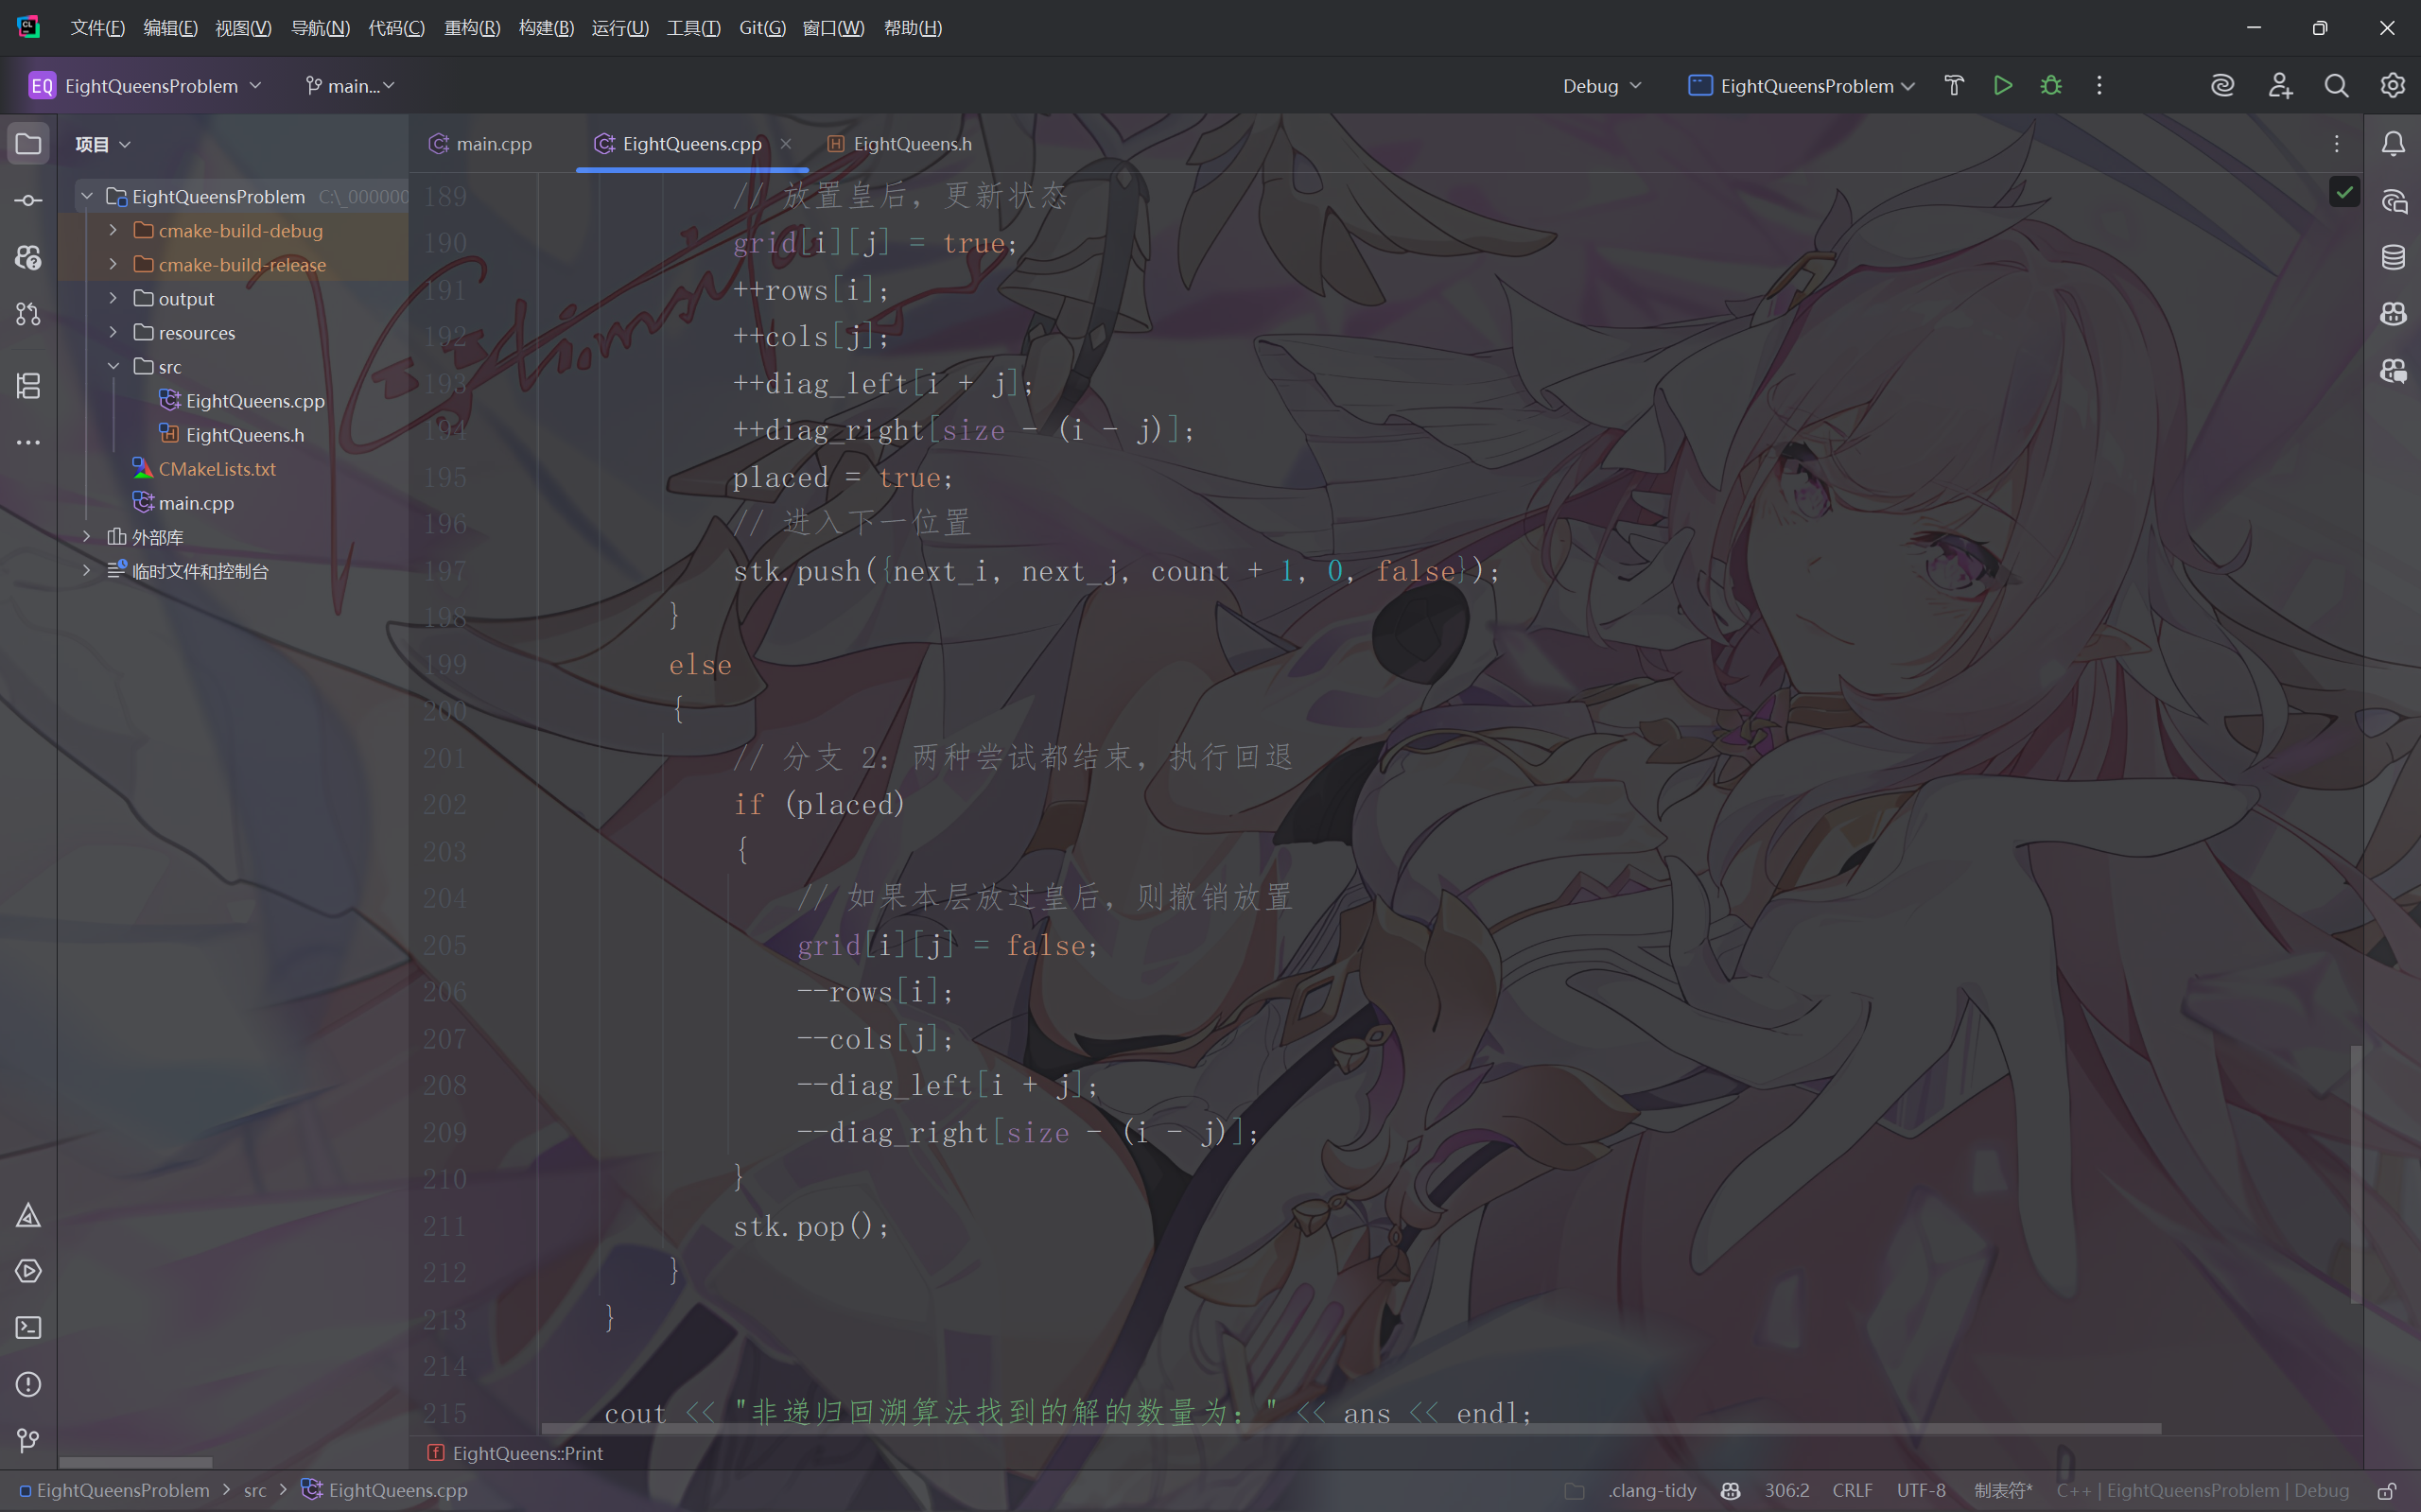 文件(F) 编辑(E) 视图(V) 导航(N) 代码(C) 重构(R) 构建(B) 运行(U) 工具(T) Git(G) 窗口(W) 帮助(H)
EQ EightQueensProblem main... Debug EightQueensProblem
项目
EightQueensProblem C:\_000000
cmake-build-debug
cmake-build-release
output
resources
src
EightQueens.cpp
EightQueens.h
CMakeLists.txt
main.cpp
外部库
临时文件和控制台
main.cpp EightQueens.cpp EightQueens.h
189 // 放置皇后，更新状态
190 grid[i][j] = true;
191 ++rows[i];
192 ++cols[j];
193 ++diag_left[i + j];
194 ++diag_right[size - (i - j)];
195 placed = true;
196 // 进入下一位置
197 stk.push({next_i, next_j, count + 1, 0, false});
198 }
199 else
200 {
201 // 分支 2：两种尝试都结束，执行回退
202 if (placed)
203 {
204 // 如果本层放过皇后，则撤销放置
205 grid[i][j] = false;
206 --rows[i];
207 --cols[j];
208 --diag_left[i + j];
209 --diag_right[size - (i - j)];
210 }
211 stk.pop();
212 }
213 }
214
215 cout << "非递归回溯算法找到的解的数量为：" << ans << endl;
EightQueens::Print
EightQueensProblem > src > EightQueens.cpp
.clang-tidy 306:2 CRLF UTF-8 制表符* C++ | EightQueensProblem | Debug